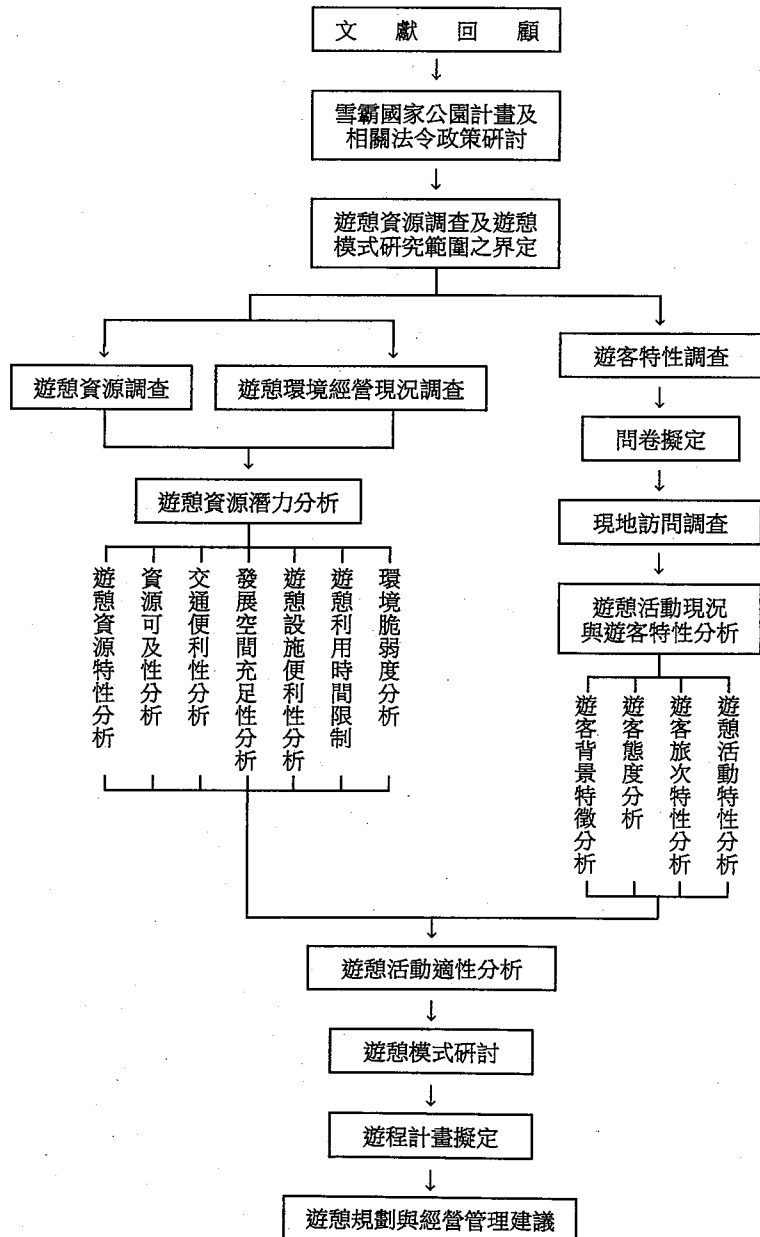 文獻回顧
雪霸國家公園計畫及
相關法令政策研討
遊憩資源調查及遊憩
模式研究範圍之界定
遊憩資源調查
遊憩環境經營現況調查
遊憩資源潛力分析
遊憩資源特性分析
資源可及性分析
交通便利性分析
發展空間充足性分析
遊憩設施便利性分析
遊憩利用時間限制
環境脆弱度分析
遊客特性調查
問卷擬定
現地訪問調查
遊憩活動現況
與遊客特性分析
遊客背景特徵分析
遊客態度分析
遊客旅次特性分析
遊憩活動特性分析
遊憩活動適性分析
遊憩模式研討
遊程計畫擬定
遊憩規劃與經營管理建議